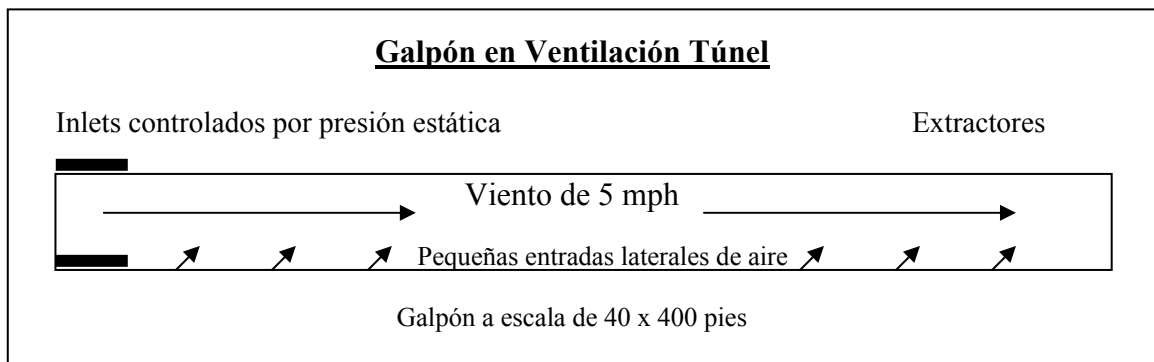 Galpón en Ventilación Túnel
Inlets controlados por presión estática
Extractores
Viento de 5 mph
Pequeñas entradas laterales de aire
Galpón a escala de 40 x 400 pies